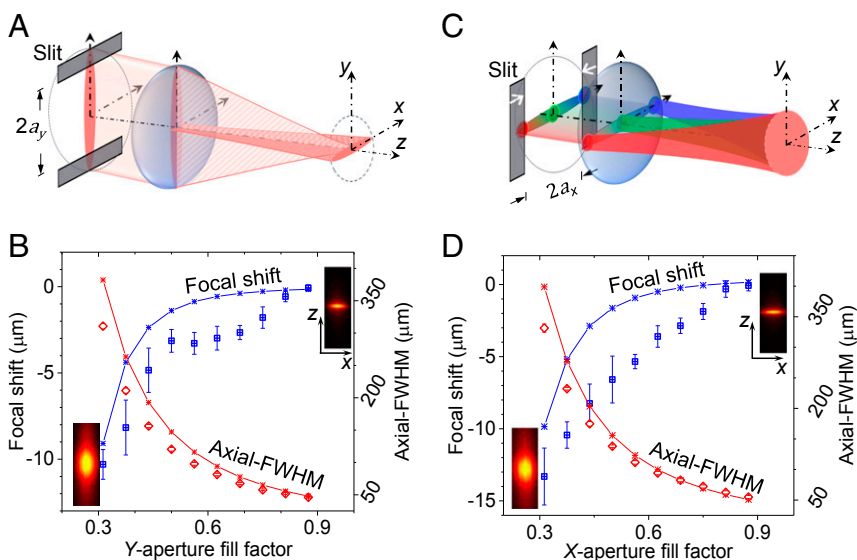 A
Slit
2ay
y
x
z
C
Slit
2ax
y
x
z
B
Focal shift
Axial-FWHM
z
x
0
-5
-10
Focal shift (μm)
350
200
50
Axial-FWHM (μm)
0.3
0.6
0.9
Y-aperture fill factor
D
Focal shift
Axial-FWHM
z
x
0
-5
-10
-15
Focal shift (μm)
350
200
50
Axial-FWHM (μm)
0.3
0.6
0.9
X-aperture fill factor